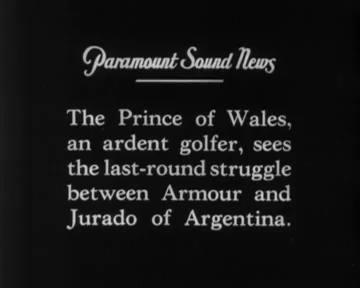 Paramount Sound News
The Prince of Wales,
an ardent golfer, sees
the last-round struggle
between Armour and
Jurado of Argentina.